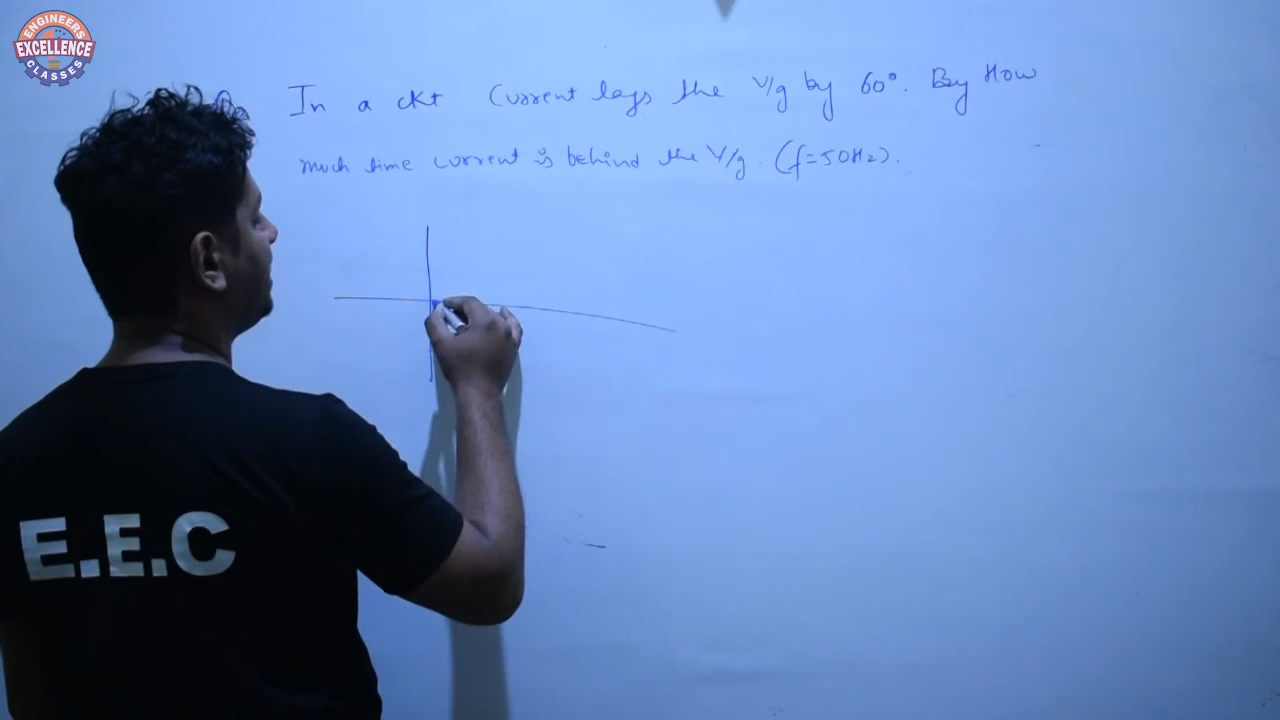 ENGINEERS
EXCELLENCE
CLASSES
Q. In a ckt Current lags the V/g by 60°. By How
much time current is behind the V/g. (f=50Hz).
E.E.C